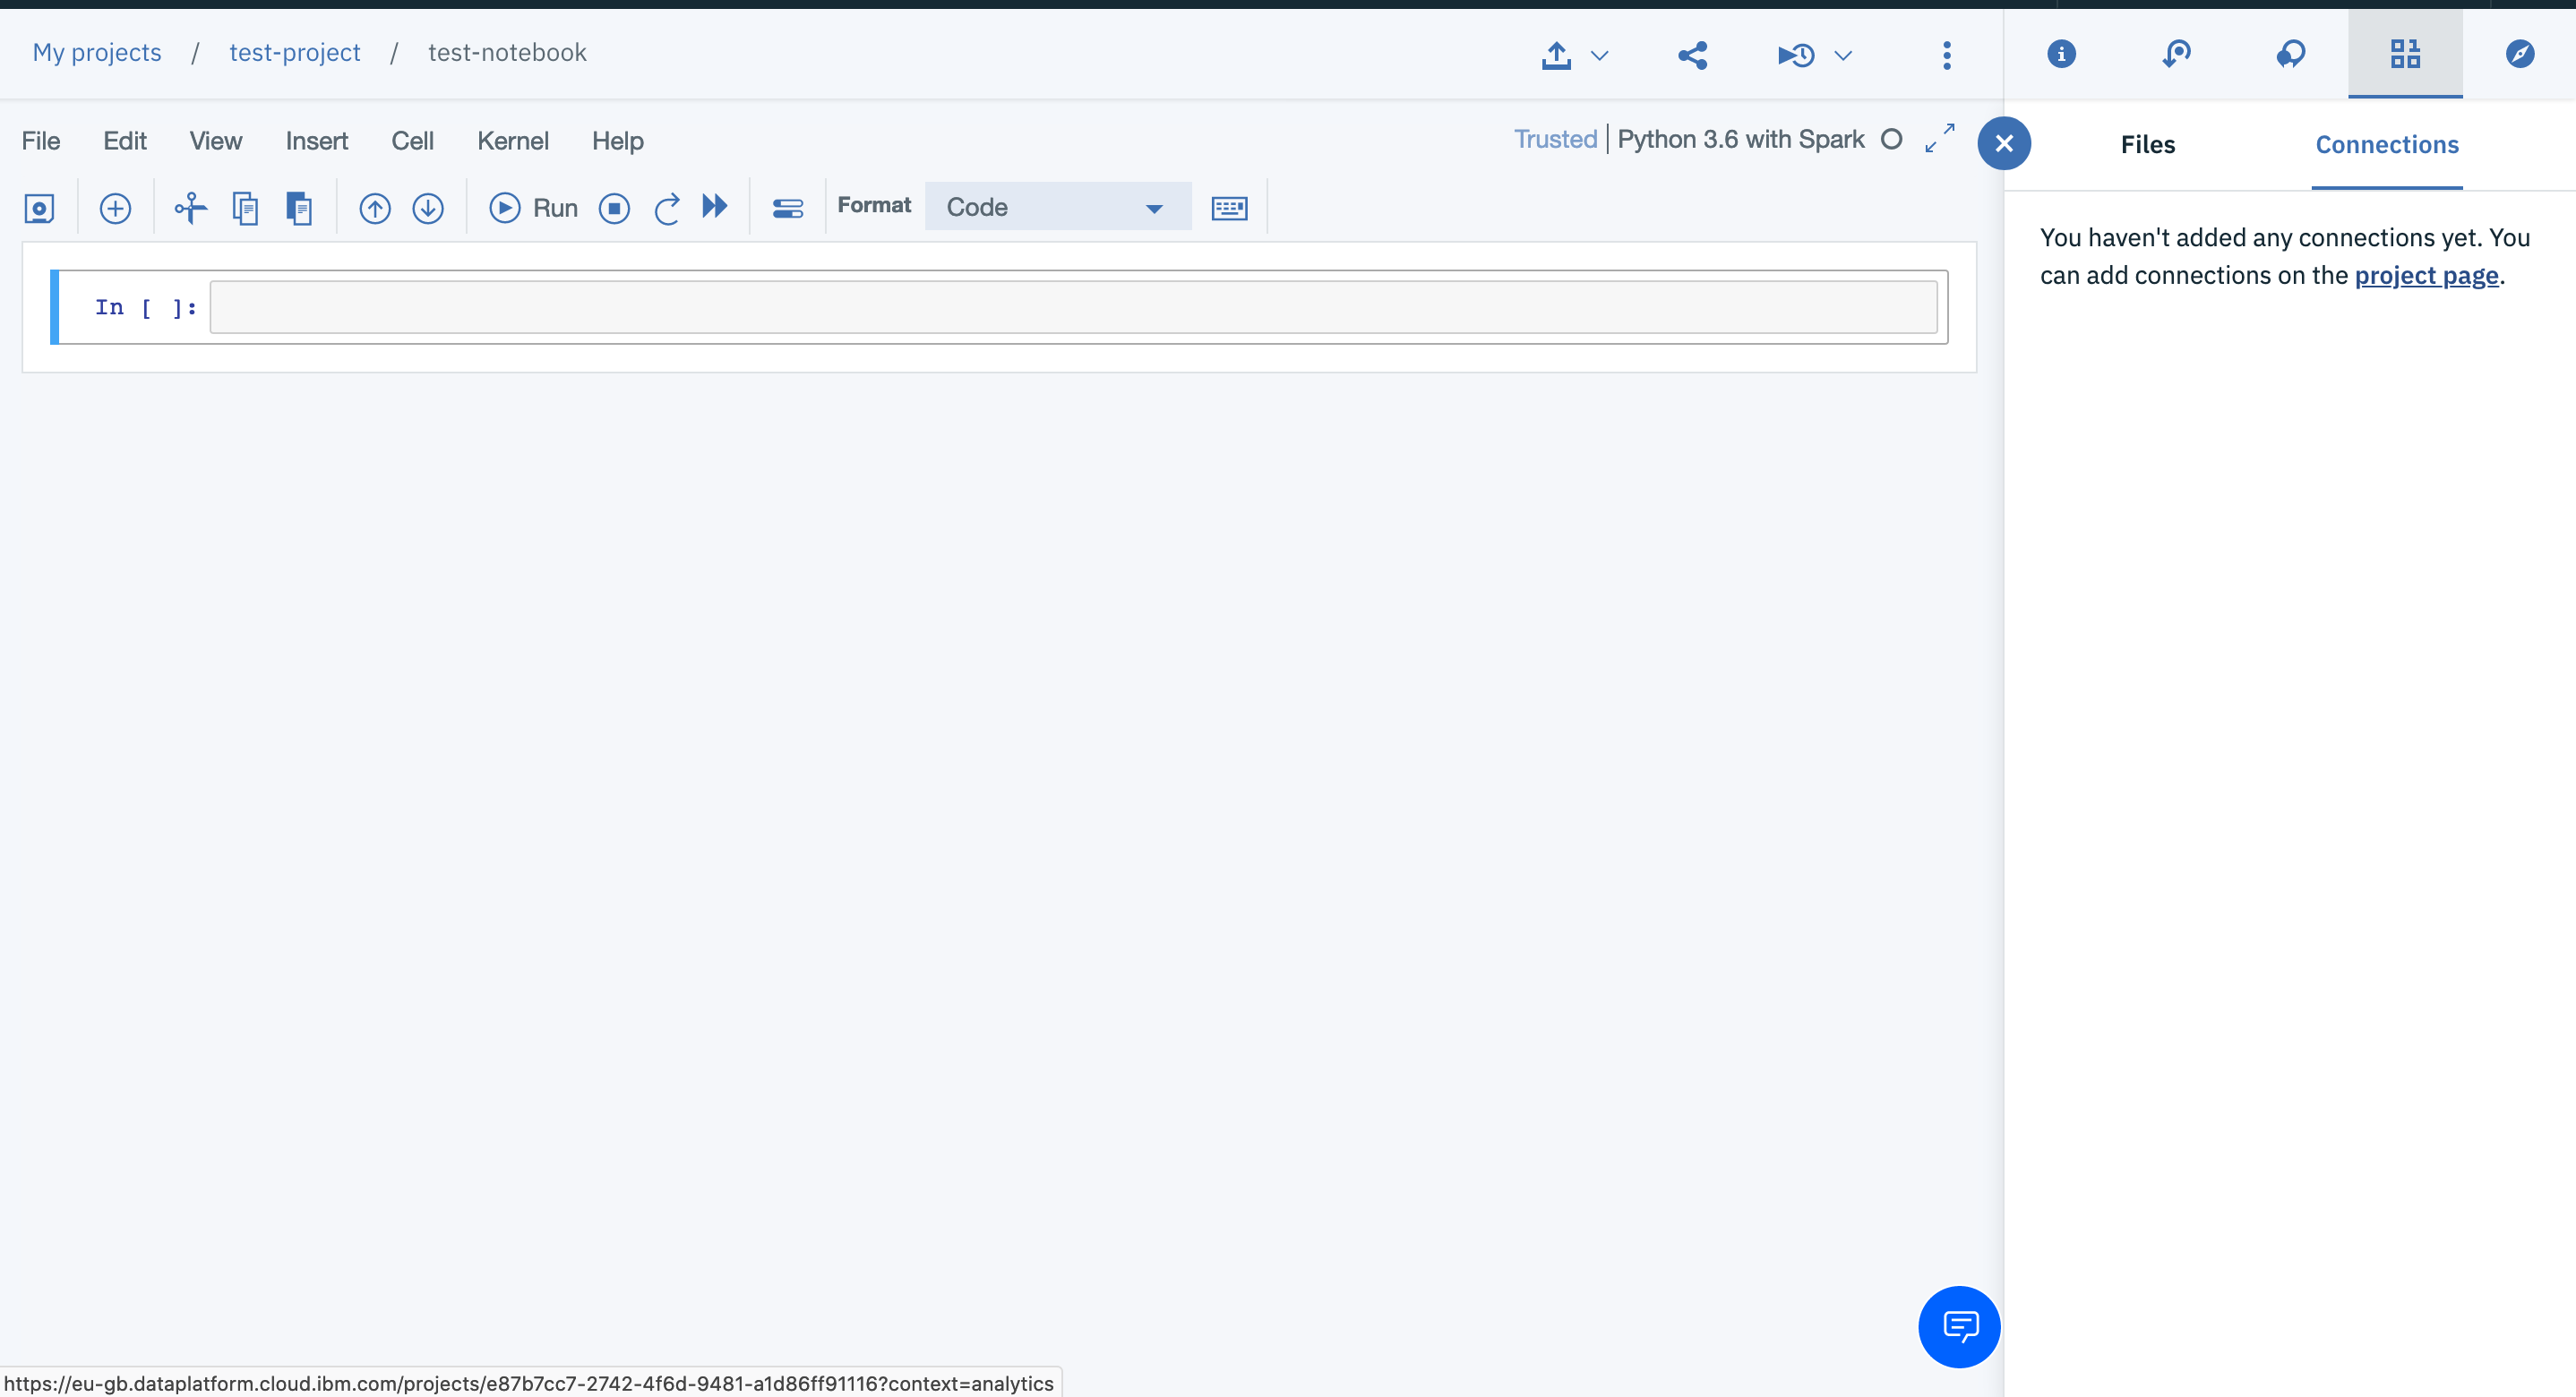 My projects / test-project / test-notebook
File Edit View Insert Cell Kernel Help
Trusted | Python 3.6 with Spark
Run Format Code
In [ ]:
Files Connections
You haven't added any connections yet. You
can add connections on the project page.
https://eu-gb.dataplatform.cloud.ibm.com/projects/e87b7cc7-2742-4f6d-9481-a1d86ff91116?context=analytics